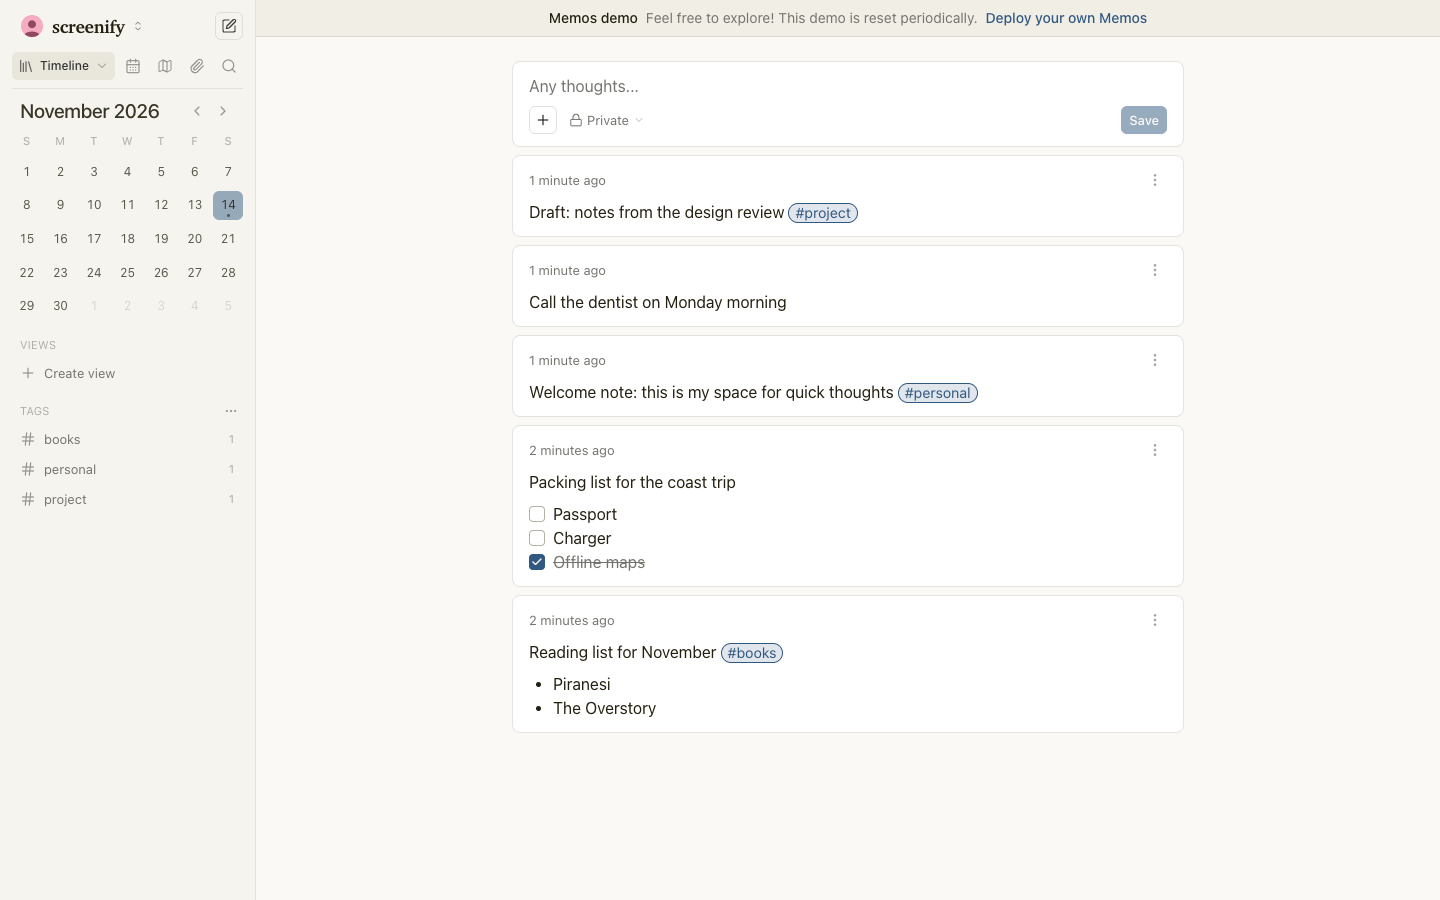 screenify
Timeline
November 2026
S M T W T F S
1 2 3 4 5 6 7
8 9 10 11 12 13 14
15 16 17 18 19 20 21
22 23 24 25 26 27 28
29 30 1 2 3 4 5
VIEWS
Create view
TAGS
books 1
personal 1
project 1
Memos demo Feel free to explore! This demo is reset periodically. Deploy your own Memos
Any thoughts...
Private
Save
1 minute ago
Draft: notes from the design review #project
1 minute ago
Call the dentist on Monday morning
1 minute ago
Welcome note: this is my space for quick thoughts #personal
2 minutes ago
Packing list for the coast trip
Passport
Charger
Offline maps
2 minutes ago
Reading list for November #books
• Piranesi
• The Overstory